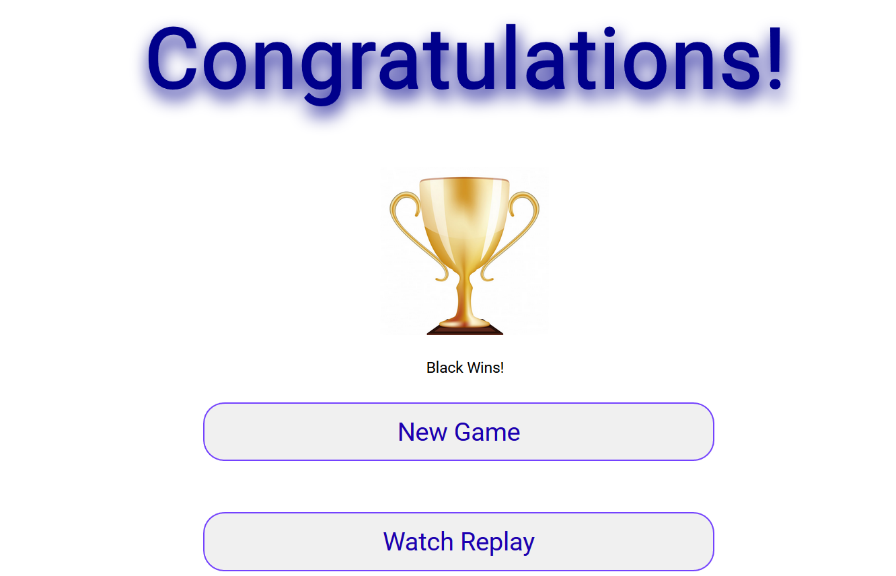 Congratulations!
Black Wins!
New Game
Watch Replay